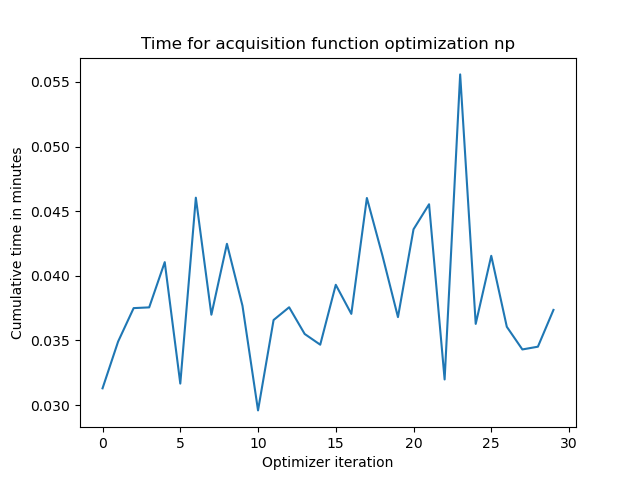 Time for acquisition function optimization np
Cumulative time in minutes
0.055
0.050
0.045
0.040
0.035
0.030
0 5 10 15 20 25 30
Optimizer iteration